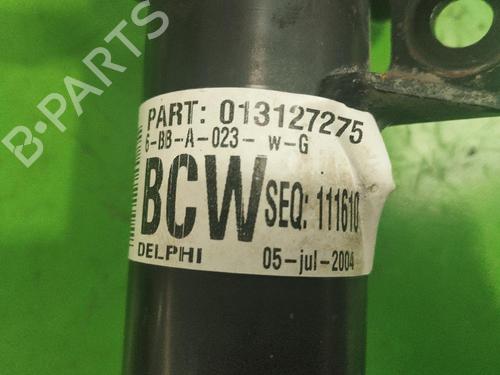 B-PARTS
PART: 013127275
6-BB-A-023- W-G
BCW SEQ: 111610
DELPHI 05-jul-2004